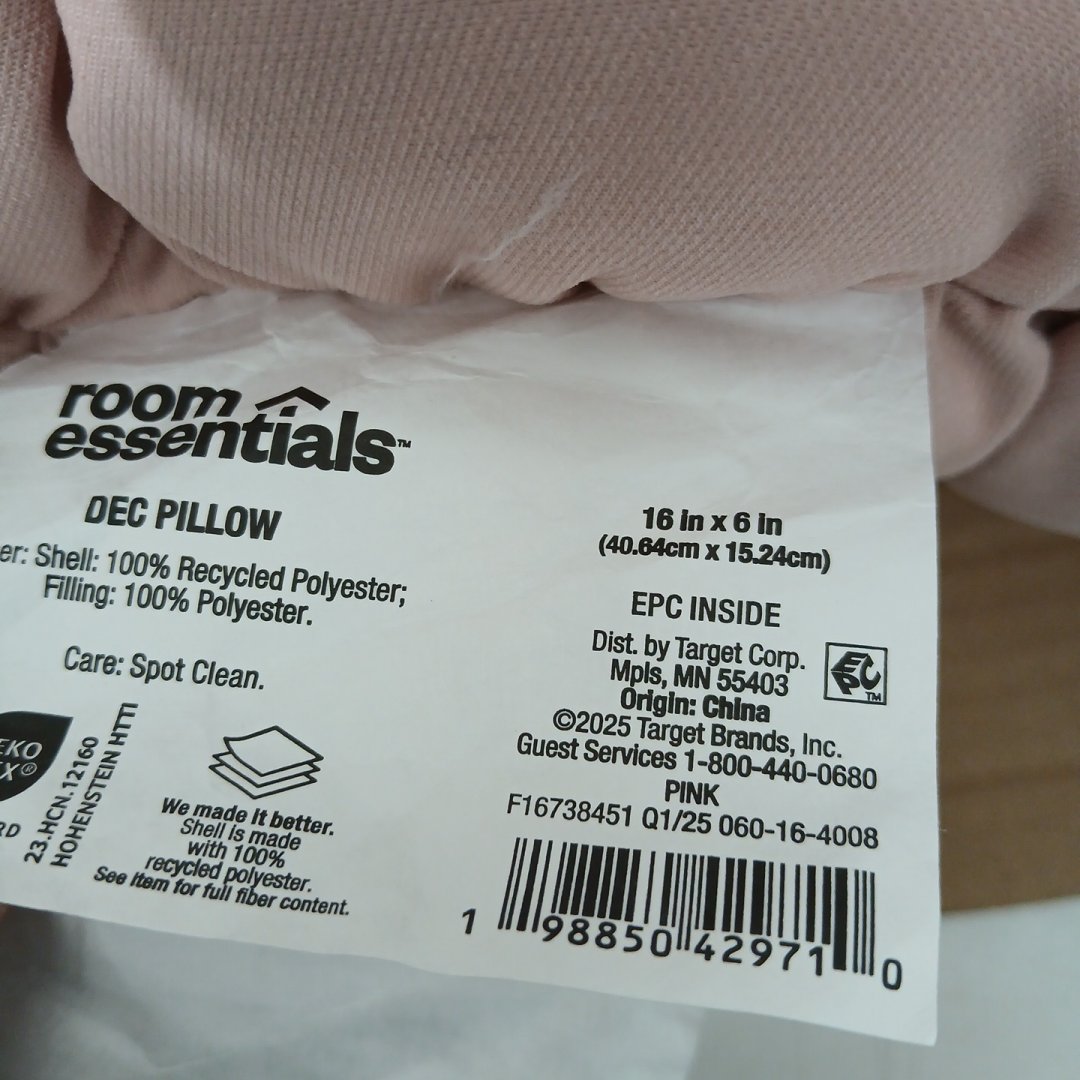 room
essentials™
DEC PILLOW
er: Shell: 100% Recycled Polyester;
Filling: 100% Polyester.
Care: Spot Clean.
EKO
X®
RD
23.HCN.12160
HOHENSTEIN HTTI
We made it better.
Shell is made
with 100%
recycled polyester.
See item for full fiber content.
16 in x 6 in
(40.64cm x 15.24cm)
EPC INSIDE
Dist. by Target Corp.
Mpls, MN 55403
Origin: China
©2025 Target Brands, Inc.
Guest Services 1-800-440-0680
PINK
F16738451 Q1/25 060-16-4008
EPC™
1 98850 42971 0